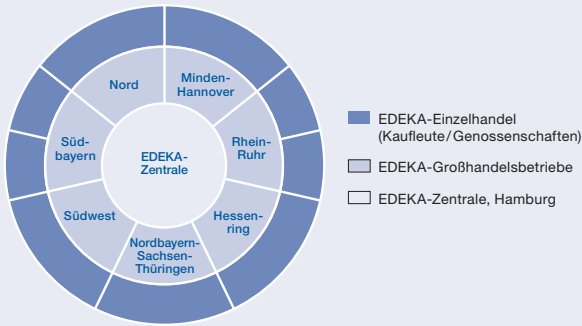 Nord
Minden-
Hannover
Süd-
bayern
EDEKA-
Zentrale
Rhein-
Ruhr
Südwest
Hessen-
ring
Nordbayern-
Sachsen-
Thüringen
EDEKA-Einzelhandel
(Kaufleute/Genossenschaften)
EDEKA-Großhandelsbetriebe
EDEKA-Zentrale, Hamburg